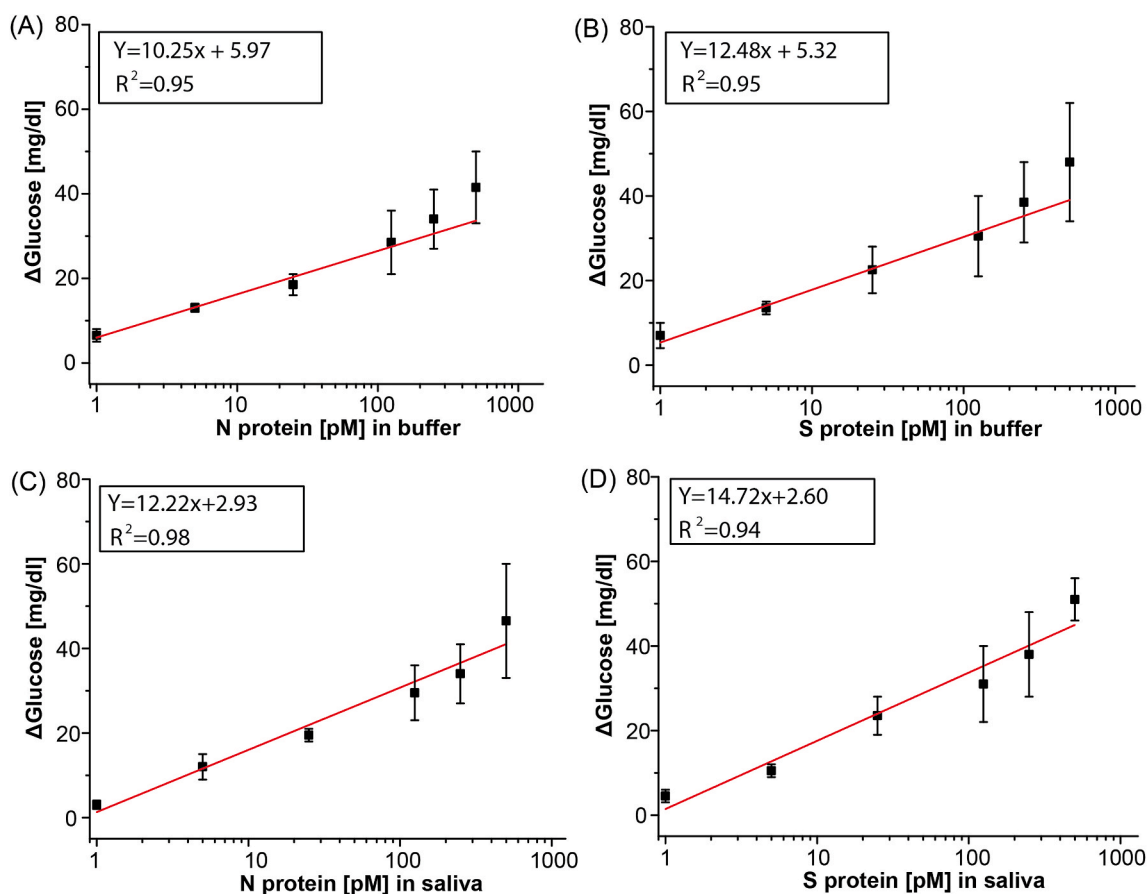 (A)
Y=10.25x + 5.97
R²=0.95
ΔGlucose [mg/dl]
80
60
40
20
0
1 10 100 1000
N protein [pM] in buffer
(B)
Y=12.48x + 5.32
R²=0.95
ΔGlucose [mg/dl]
80
60
40
20
0
1 10 100 1000
S protein [pM] in buffer
(C)
Y=12.22x+2.93
R²=0.98
ΔGlucose [mg/dl]
80
60
40
20
0
1 10 100 1000
N protein [pM] in saliva
(D)
Y=14.72x+2.60
R²=0.94
ΔGlucose [mg/dl]
80
60
40
20
0
1 10 100 1000
S protein [pM] in saliva